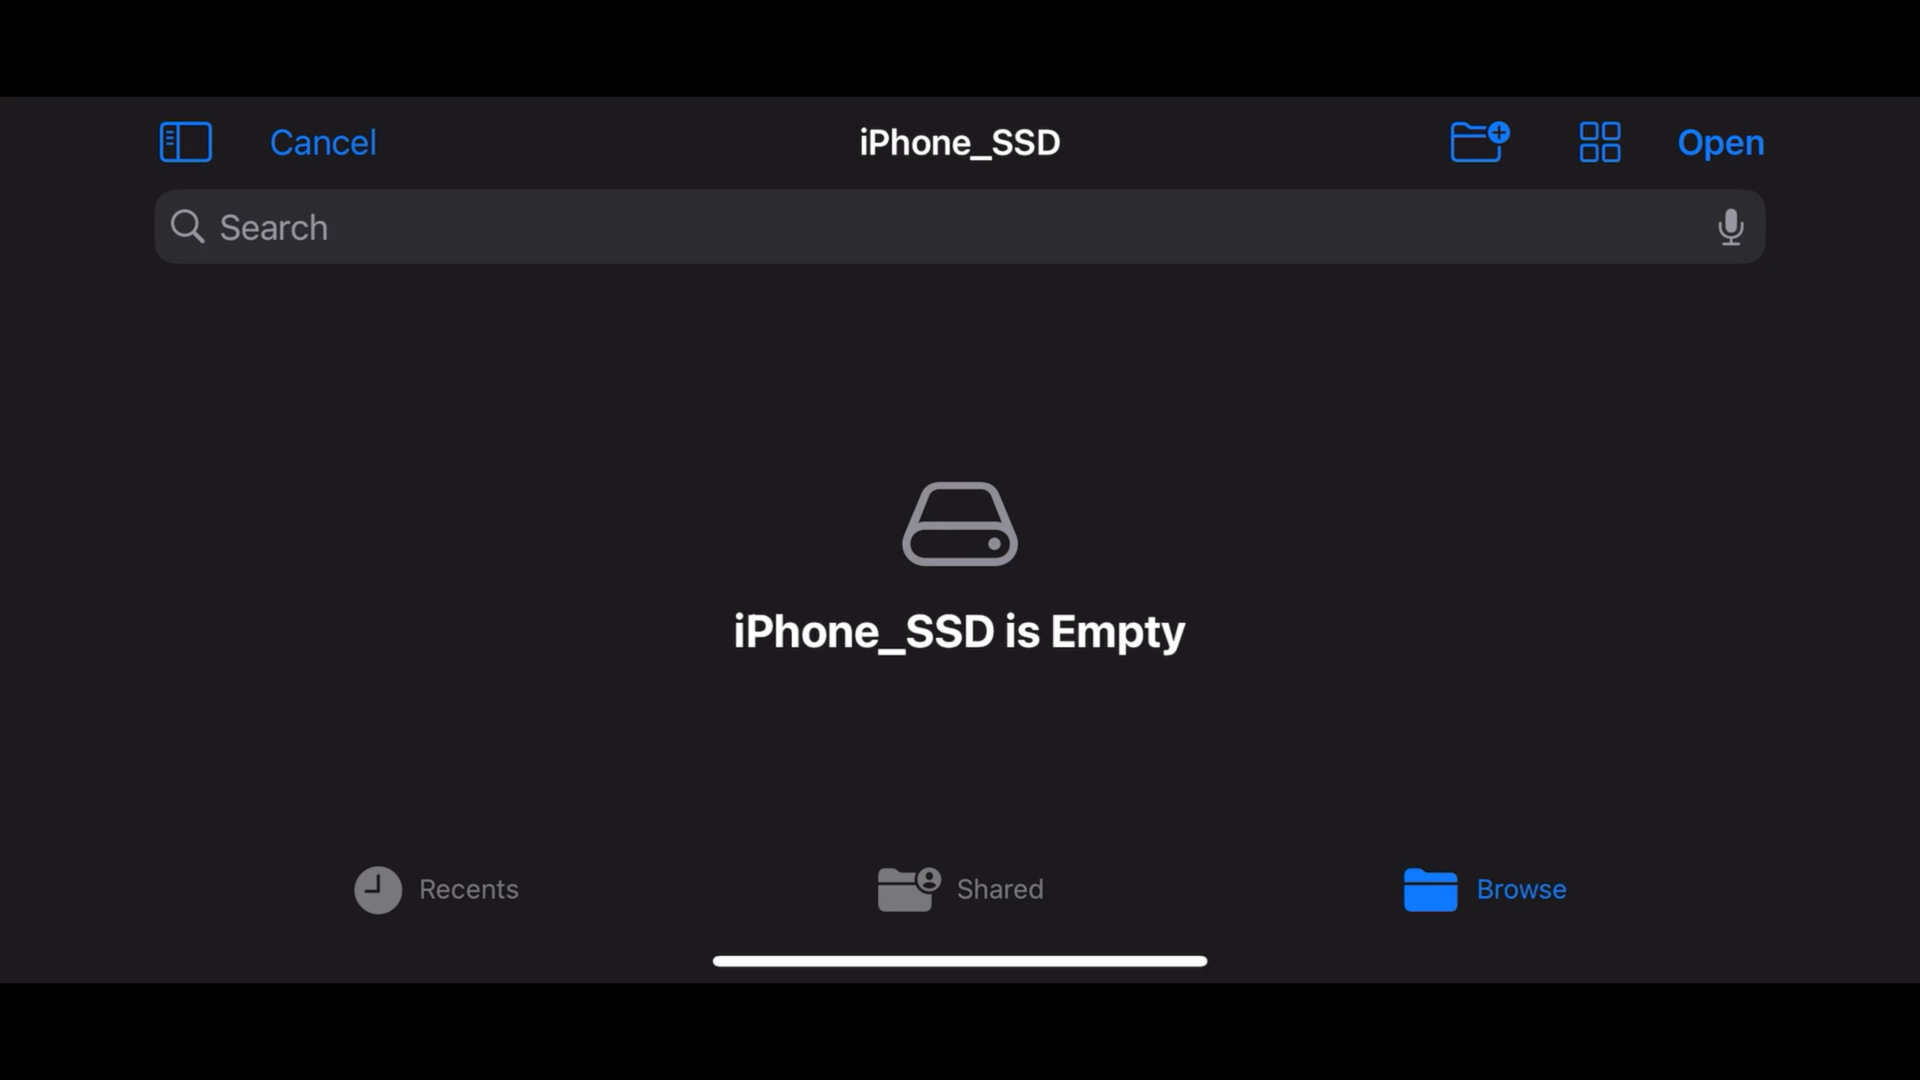 Cancel
iPhone_SSD
Open
Search
iPhone_SSD is Empty
Recents
Shared
Browse